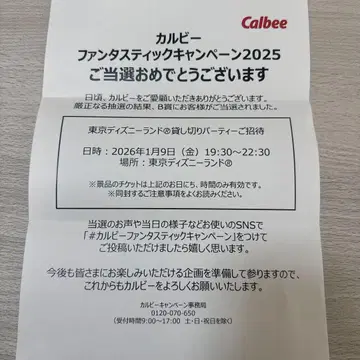 Calbee
カルビー
ファンタスティックキャンペーン2025
ご当選おめでとうございます
日頃、カルビーをご愛顧いただきありがとうございます。
厳正なる抽選の結果、B賞にお客様がご当選されました。
東京ディズニーランド®貸し切りパーティーご招待
日時：2026年1月9日（金）19:30～22:30
場所：東京ディズニーランド®
※景品のチケットは上記のお日にち、時間のみ有効です。
※同封するご注意事項をよくお読みください。
当選のお声や当日の様子などお使いのSNSで
「#カルビーファンタスティックキャンペーン」をつけて
ご投稿いただけましたら嬉しく思います。
今後も皆さまにお楽しみいただける企画を準備して参りますので、
これからもカルビーをよろしくお願いいたします。
カルビーキャンペーン事務局
0120-070-650
（受付時間9:00～17:00　土・日・祝日を除く）